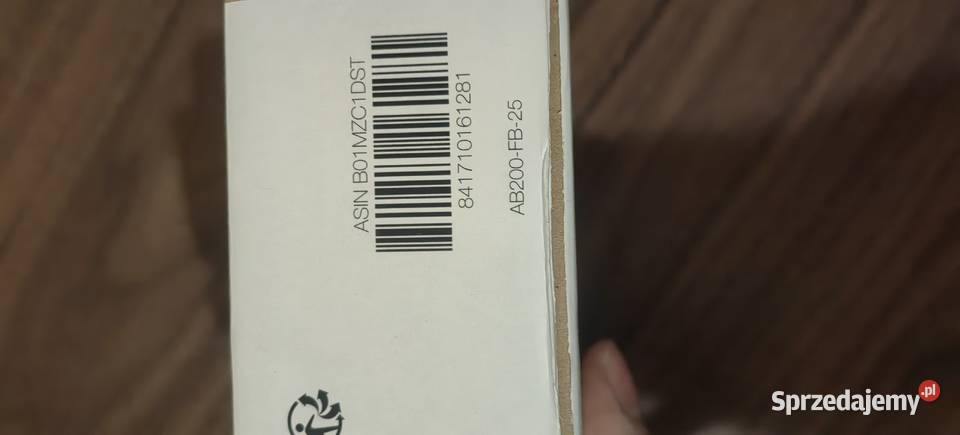 ASIN B01MZC1DST
841710161281
AB200-FB-25
Sprzedajemy.pl